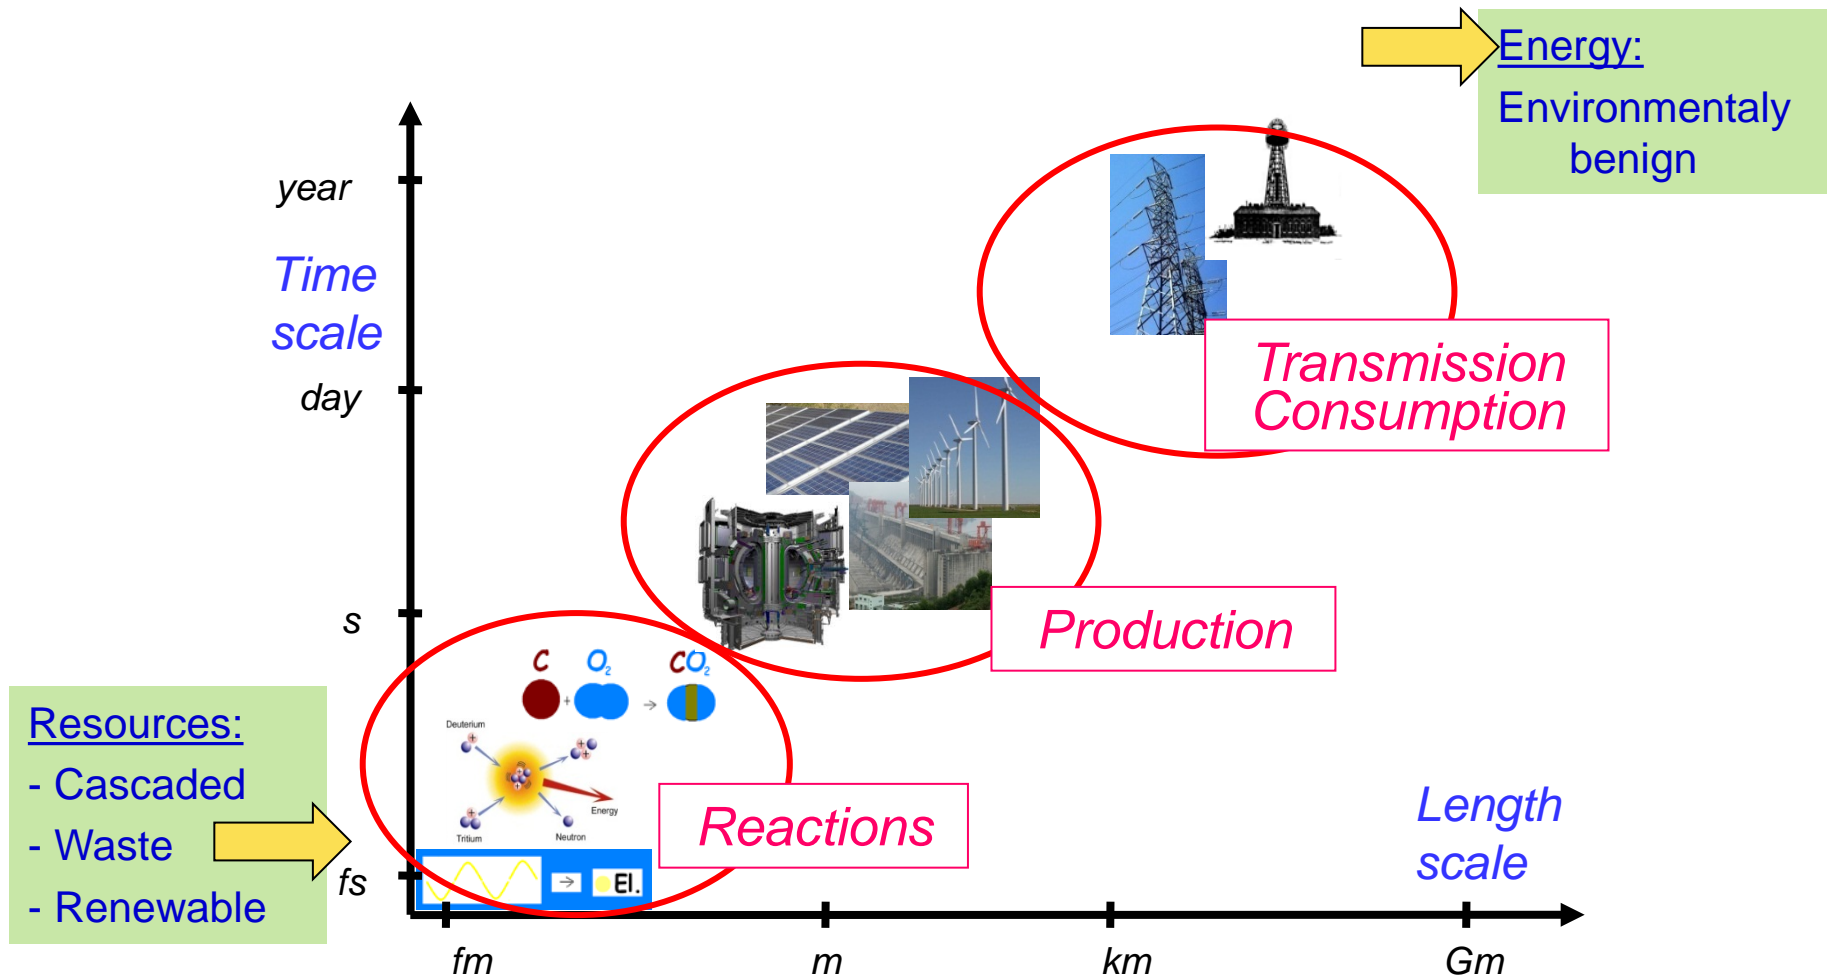 Energy:
Environmentaly
benign
year
Time
scale
day
s
fs
Transmission
Consumption
Production
C O2 CO2
+ →
Deuterium
Tritium
Energy
Neutron
→ El.
Reactions
Resources:
- Cascaded
- Waste
- Renewable
Length
scale
fm m km Gm